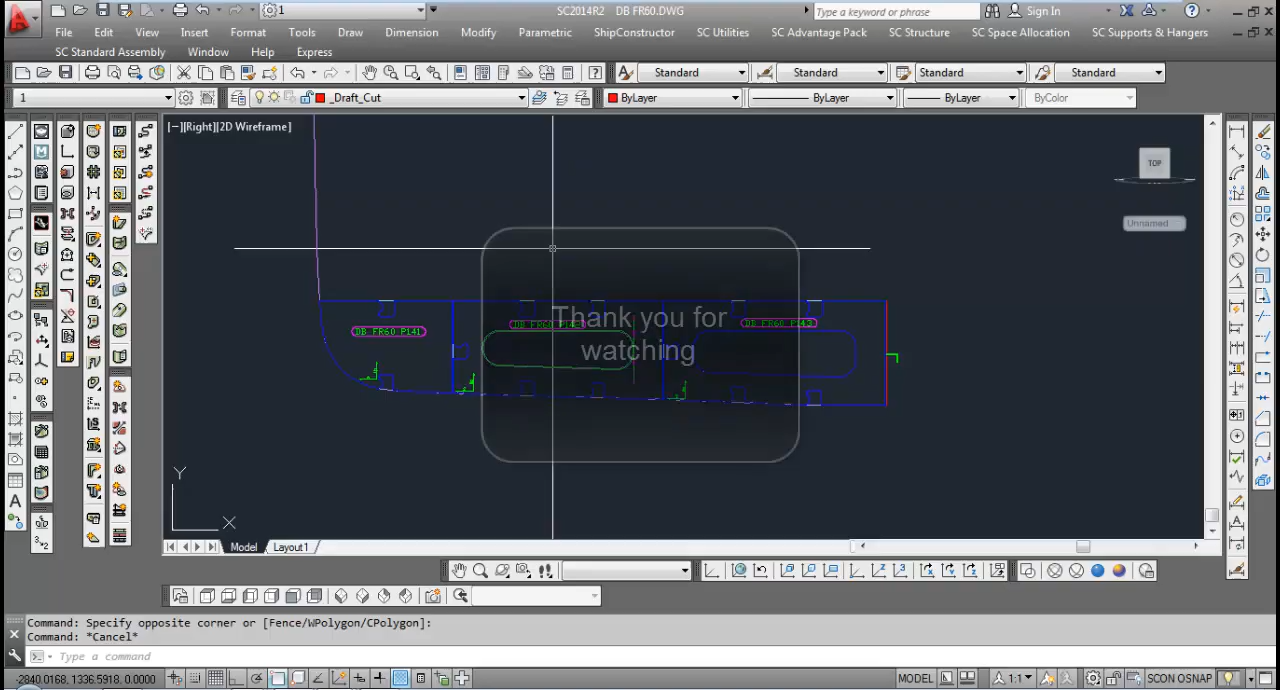 1
SC2014R2 DB FR60.DWG
Type a keyword or phrase
Sign In
File Edit View Insert Format Tools Draw Dimension Modify Parametric ShipConstructor SC Utilities SC Advantage Pack SC Structure SC Space Allocation SC Supports & Hangers
SC Standard Assembly Window Help Express
Standard Standard Standard Standard
1 _Draft_Cut ByLayer ByLayer ByLayer ByColor
[−][Right][2D Wireframe]
TOP
Unnamed
Thank you for
watching
DB FR60 P141
DB FR60 P143
Y
X
Model Layout1
Command: Specify opposite corner or [Fence/WPolygon/CPolygon]:
Command: *Cancel*
Type a command
-2840.0168, 1336.5918, 0.0000 MODEL 1:1 SCON OSNAP